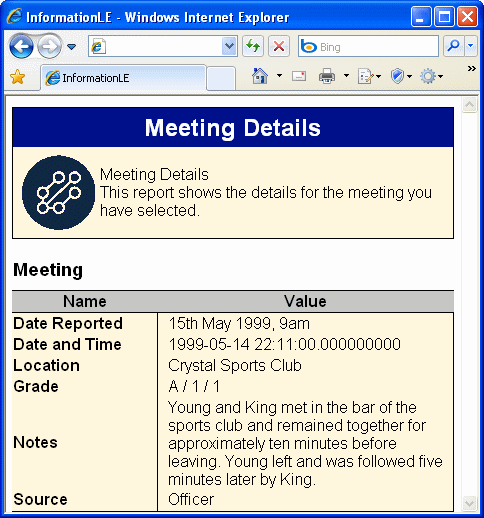 InformationLE - Windows Internet Explorer
Bing
InformationLE
»
Meeting Details
Meeting Details
This report shows the details for the meeting you
have selected.
Meeting
Name Value
Date Reported 15th May 1999, 9am
Date and Time 1999-05-14 22:11:00.000000000
Location Crystal Sports Club
Grade A / 1 / 1
Notes Young and King met in the bar of the
sports club and remained together for
approximately ten minutes before
leaving. Young left and was followed five
minutes later by King.
Source Officer